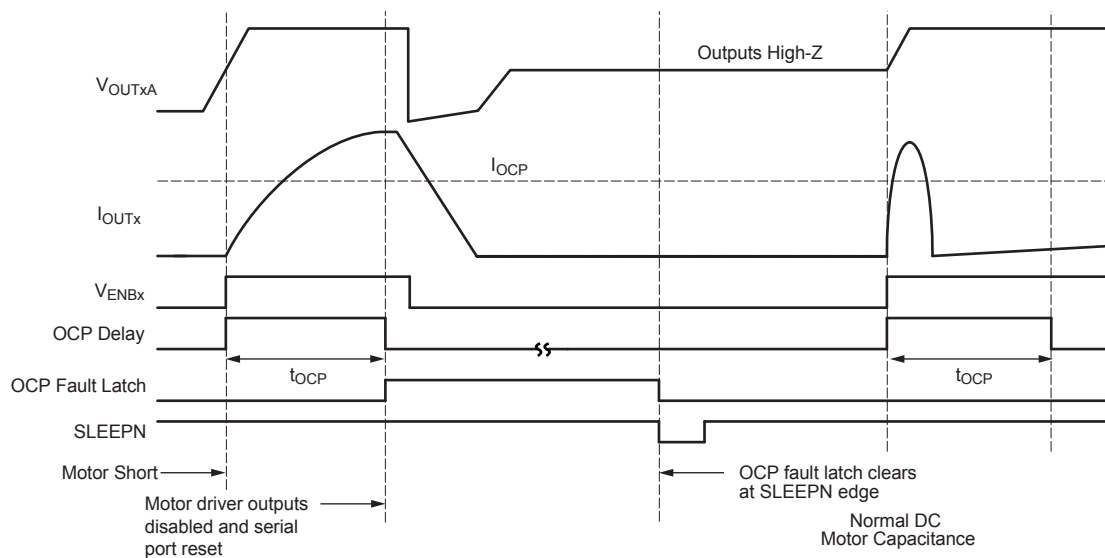 Outputs High-Z
VOUTxA
IOCP
IOUTx
VENBx
OCP Delay
tOCP
tOCP
OCP Fault Latch
SLEEPN
Motor Short
OCP fault latch clears
at SLEEPN edge
Motor driver outputs
disabled and serial
port reset
Normal DC
Motor Capacitance